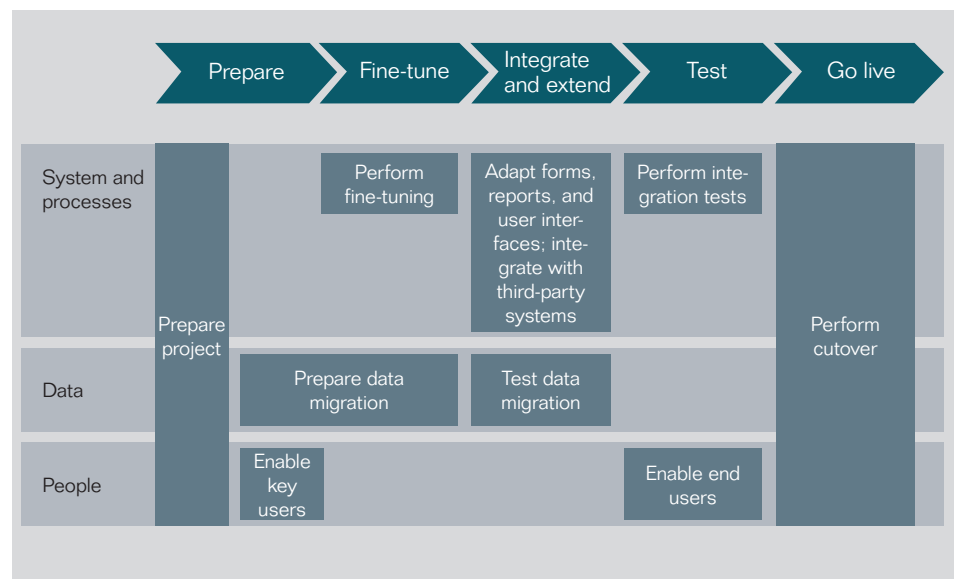 Prepare
Fine-tune
Integrate
and extend
Test
Go live
System and
processes
Perform
fine-tuning
Adapt forms,
reports, and
user inter-
faces; inte-
grate with
third-party
systems
Perform inte-
gration tests
Prepare
project
Perform
cutover
Data
Prepare data
migration
Test data
migration
People
Enable
key
users
Enable end
users